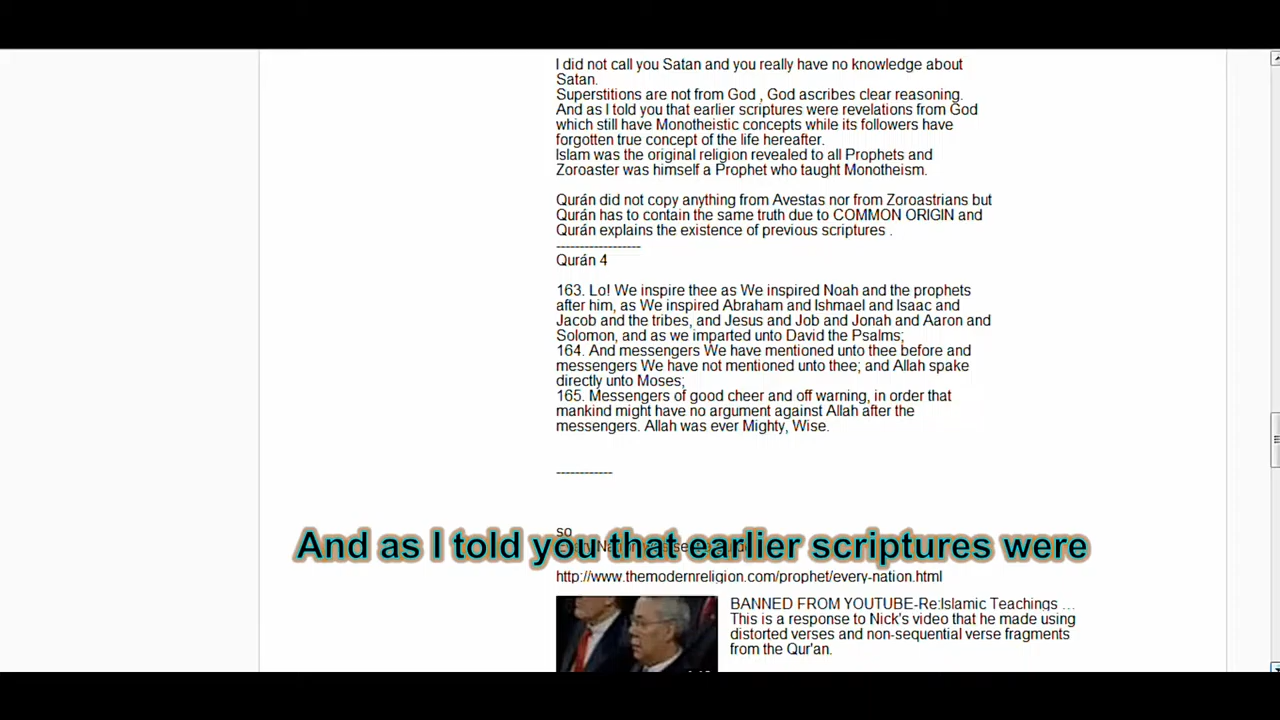 I did not call you Satan and you really have no knowledge about
Satan.
Superstitions are not from God , God ascribes clear reasoning.
And as I told you that earlier scriptures were revelations from God
which still have Monotheistic concepts while its followers have
forgotten true concept of the life hereafter.
Islam was the original religion revealed to all Prophets and
Zoroaster was himself a Prophet who taught Monotheism.
Qurán did not copy anything from Avestas nor from Zoroastrians but
Qurán has to contain the same truth due to COMMON ORIGIN and
Qurán explains the existence of previous scriptures .
-------------------
Qurán 4
163. Lo! We inspire thee as We inspired Noah and the prophets
after him, as We inspired Abraham and Ishmael and Isaac and
Jacob and the tribes, and Jesus and Job and Jonah and Aaron and
Solomon, and as we imparted unto David the Psalms;
164. And messengers We have mentioned unto thee before and
messengers We have not mentioned unto thee; and Allah spake
directly unto Moses;
165. Messengers of good cheer and off warning, in order that
mankind might have no argument against Allah after the
messengers. Allah was ever Mighty, Wise.
------------
so
And as I told you that earlier scriptures were
http://www.themodernreligion.com/prophet/every-nation.html
BANNED FROM YOUTUBE-Re:Islamic Teachings ...
This is a response to Nick's video that he made using
distorted verses and non-sequential verse fragments
from the Qur'an.